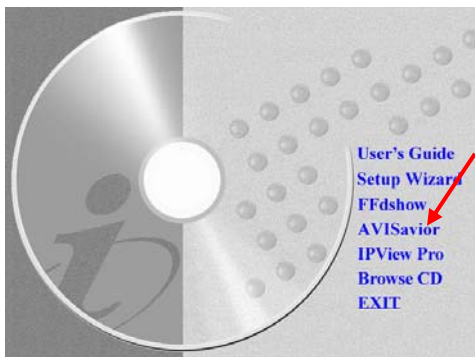 User's Guide
Setup Wizard
FFdshow
AVISavior
IPView Pro
Browse CD
EXIT